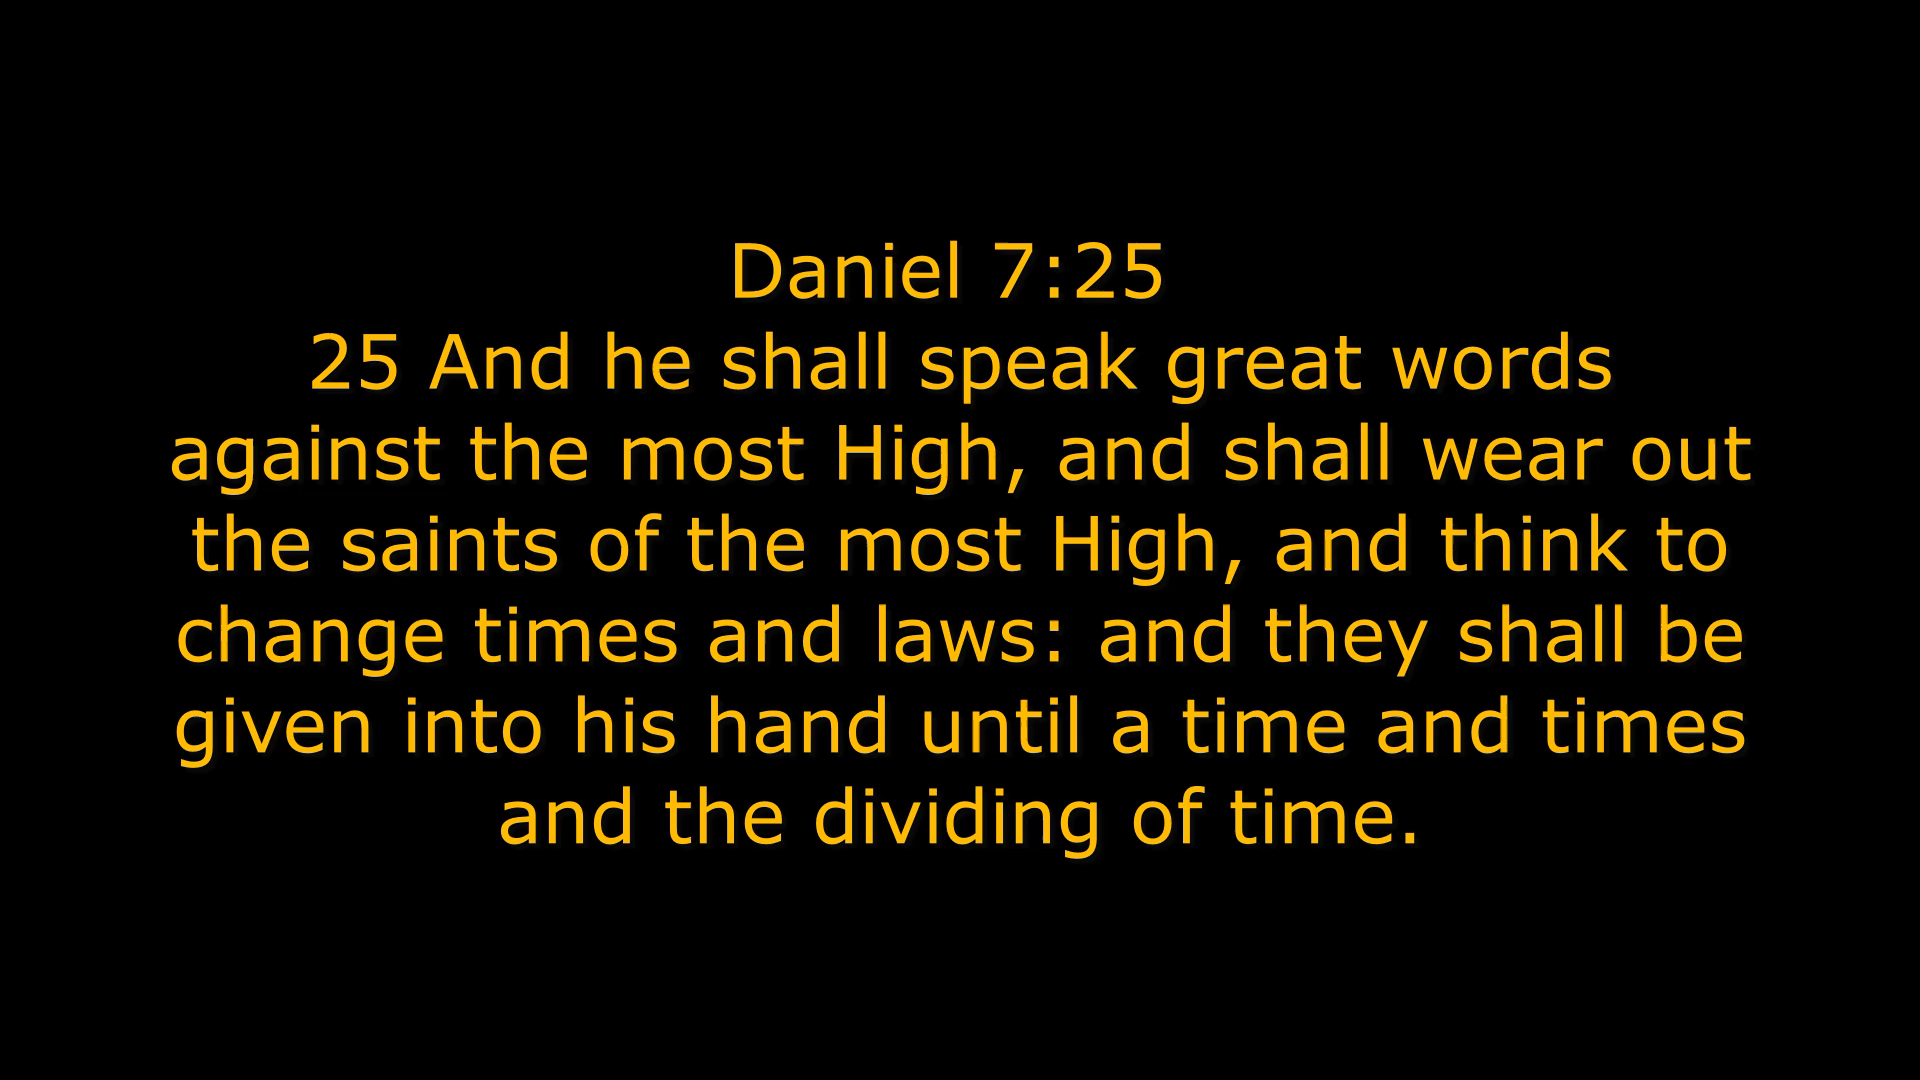 Daniel 7:25
25 And he shall speak great words
against the most High, and shall wear out
the saints of the most High, and think to
change times and laws: and they shall be
given into his hand until a time and times
and the dividing of time.